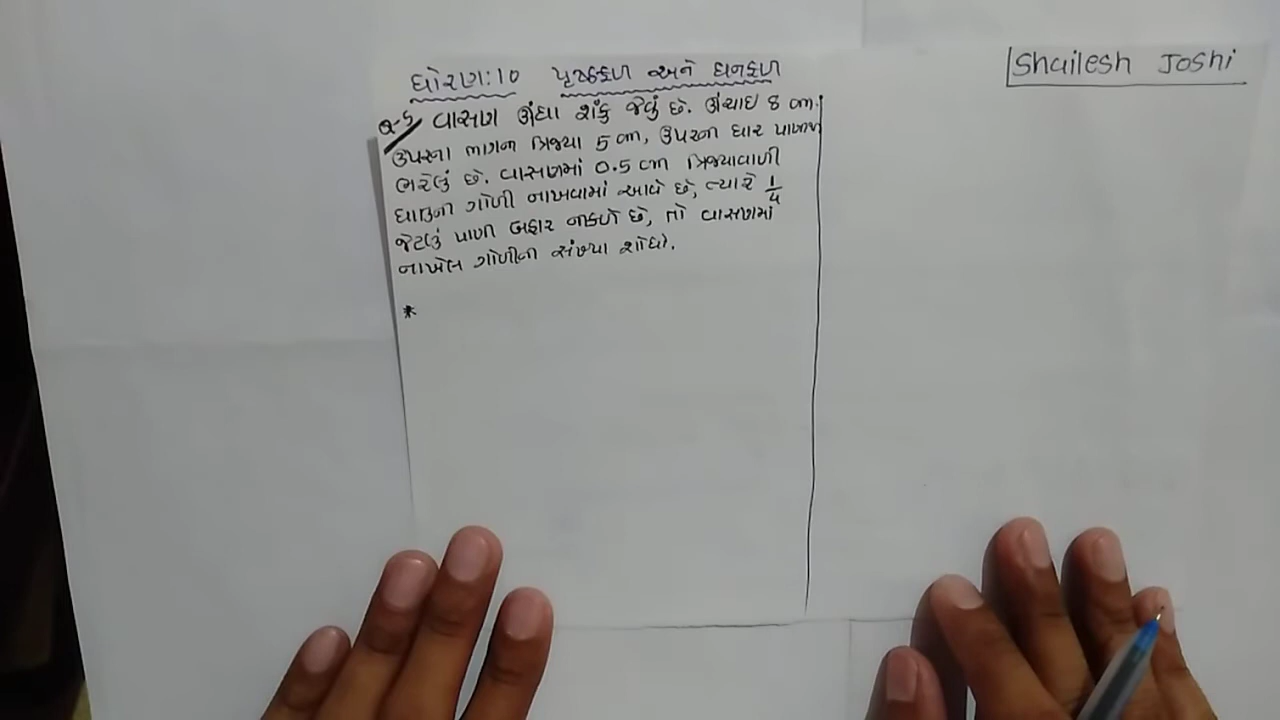 Shailesh Joshi
ધોરણ:10 પૃષ્ઠફળ અને ઘનફળ
Q-5 વાસણ ઊંધા શંકુ જેવું છે. ઊંચાઇ 8 cm.
ઉપરના ભાગની ત્રિજ્યા 5 cm, ઉપરની ધાર પાણીથી
ભરેલું છે. વાસણમાં 0.5 cm ત્રિજ્યાવાળી
ધાતુની ગોળી નાખવામાં આવે છે, ત્યારે 1/4
જેટલું પાણી બહાર નીકળે છે, તો વાસણમાં
નાખેલ ગોળીની સંખ્યા શોધો.
*